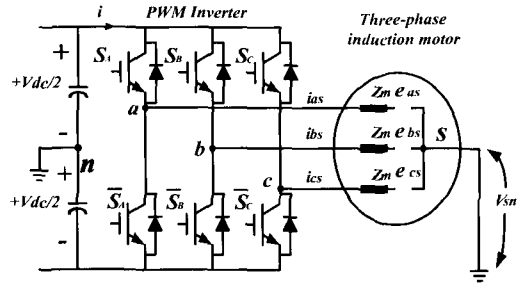 i
PWM Inverter
Three-phase
induction motor
+
+Vdc/2
-
n
+
+Vdc/2
-
SA
SB
SC
a
b
c
S̅A
S̅B
S̅C
ias
ibs
ics
Zm eas
Zm ebs
Zm ecs
S
Vsn